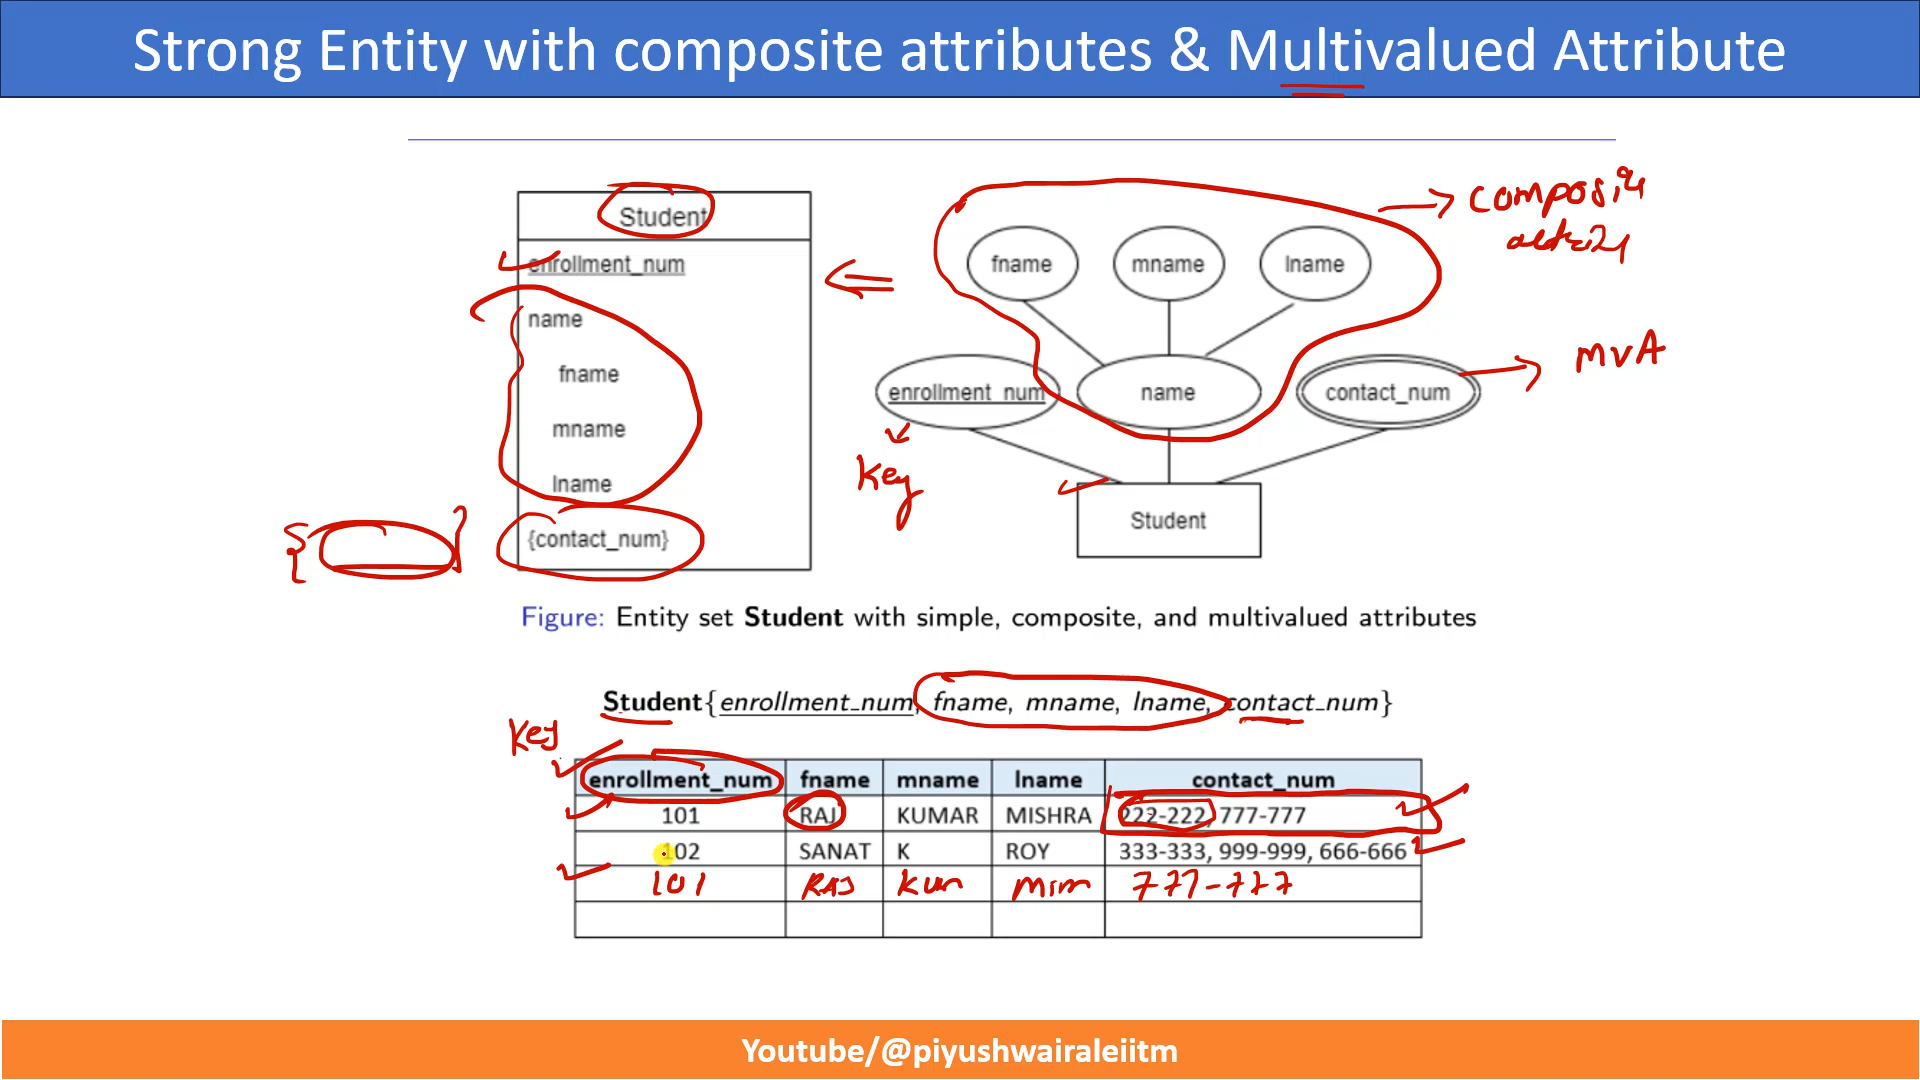 Strong Entity with composite attributes & Multivalued Attribute
Student
enrollment_num
name
fname
mname
lname
{contact_num}
{ }
fname
mname
lname
enrollment_num
name
contact_num
MVA
Key
Student
Figure: Entity set Student with simple, composite, and multivalued attributes
Student{enrollment_num, fname, mname, lname, contact_num}
Key
enrollment_num fname mname lname contact_num
101 RAJ KUMAR MISHRA 222-222, 777-777
102 SANAT K ROY 333-333, 999-999, 666-666
101 RAJ Kum 777-777
Youtube/@piyushwairaleiitm